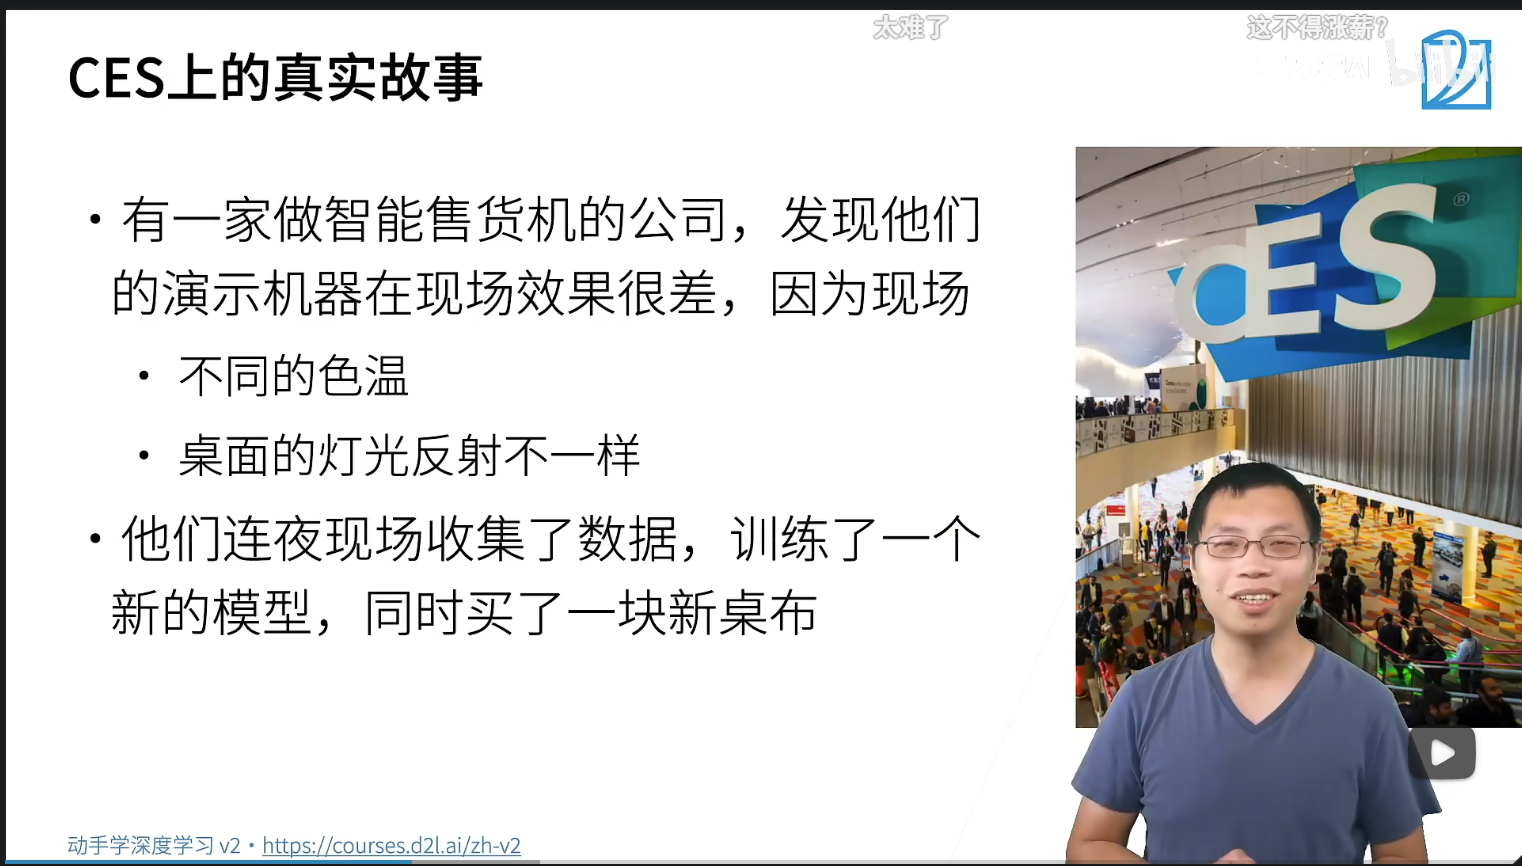 太难了
这不得涨薪？
CES上的真实故事
bilibili
• 有一家做智能售货机的公司，发现他们
的演示机器在现场效果很差，因为现场
• 不同的色温
• 桌面的灯光反射不一样
• 他们连夜现场收集了数据，训练了一个
新的模型，同时买了一块新桌布
CES®
动手学深度学习 v2 • https://courses.d2l.ai/zh-v2